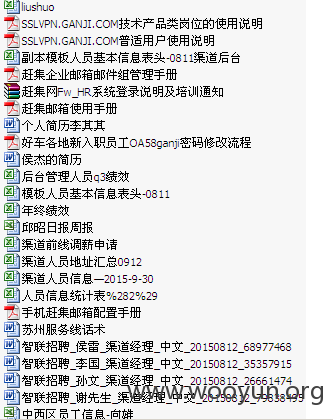 liushuo
SSLVPN.GANJI.COM技术产品类岗位的使用说明
SSLVPN.GANJI.COM普适用户使用说明
副本模板人员基本信息表头-0811渠道后台
赶集企业邮箱邮件组管理手册
赶集网Fw_HR系统登录说明及培训通知
赶集邮箱使用手册
个人简历李其其
好车各地新入职员工OA58ganji密码修改流程
侯杰的简历
后台管理人员q3绩效
模板人员基本信息表头-0811
年终绩效
邱昭日报周报
渠道前线调薪申请
渠道人员地址汇总0912
渠道人员信息—2015-9-30
人员信息统计表%282%29
手机赶集邮箱配置手册
苏州服务线话术
智联招聘_侯雷_渠道经理_中文_20150812_68977468
智联招聘_李国_渠道经理_中文_20150812_35357915
智联招聘_孙文_渠道经理_中文_20150812_26661474
智联招聘_谢先生_渠道经理_中文_20150812_79838499
中西区员工信息-向雄
www.wooyun.org